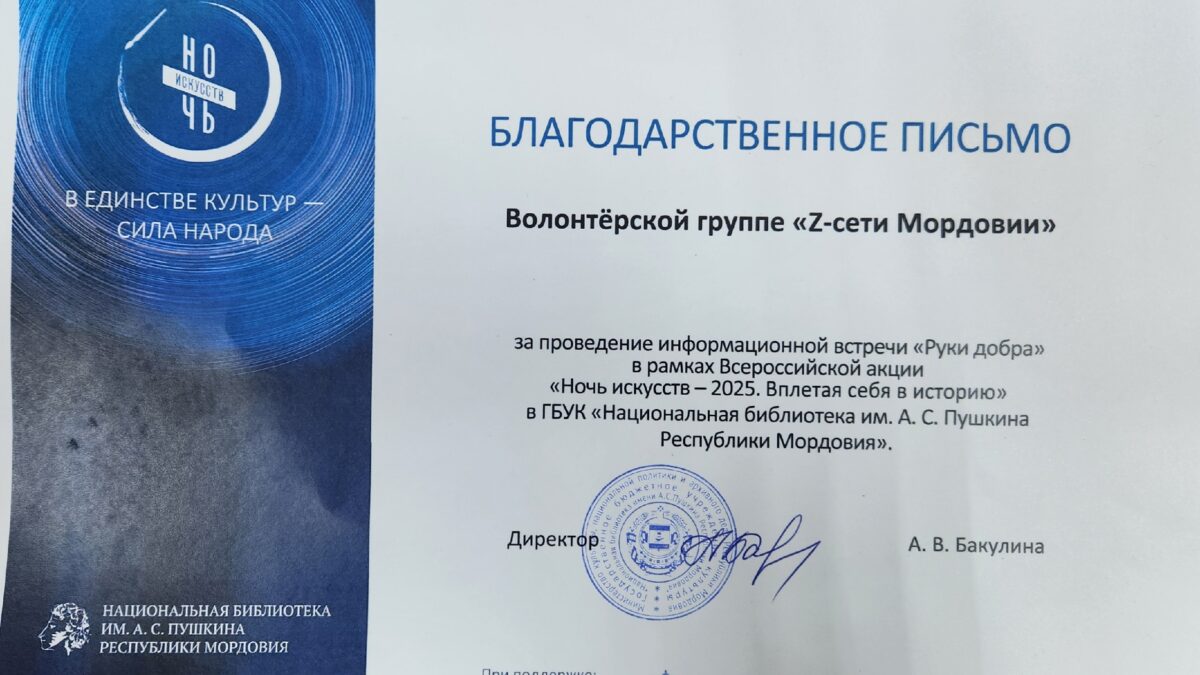 НО
ИСКУССТВ
ЧЬ
В ЕДИНСТВЕ КУЛЬТУР —
СИЛА НАРОДА
НАЦИОНАЛЬНАЯ БИБЛИОТЕКА
ИМ. А. С. ПУШКИНА
РЕСПУБЛИКИ МОРДОВИЯ
БЛАГОДАРСТВЕННОЕ ПИСЬМО
Волонтёрской группе «Z-сети Мордовии»
за проведение информационной встречи «Руки добра»
в рамках Всероссийской акции
«Ночь искусств – 2025. Вплетая себя в историю»
в ГБУК «Национальная библиотека им. А. С. Пушкина
Республики Мордовия».
Директор
А. В. Бакулина
При поддержке: